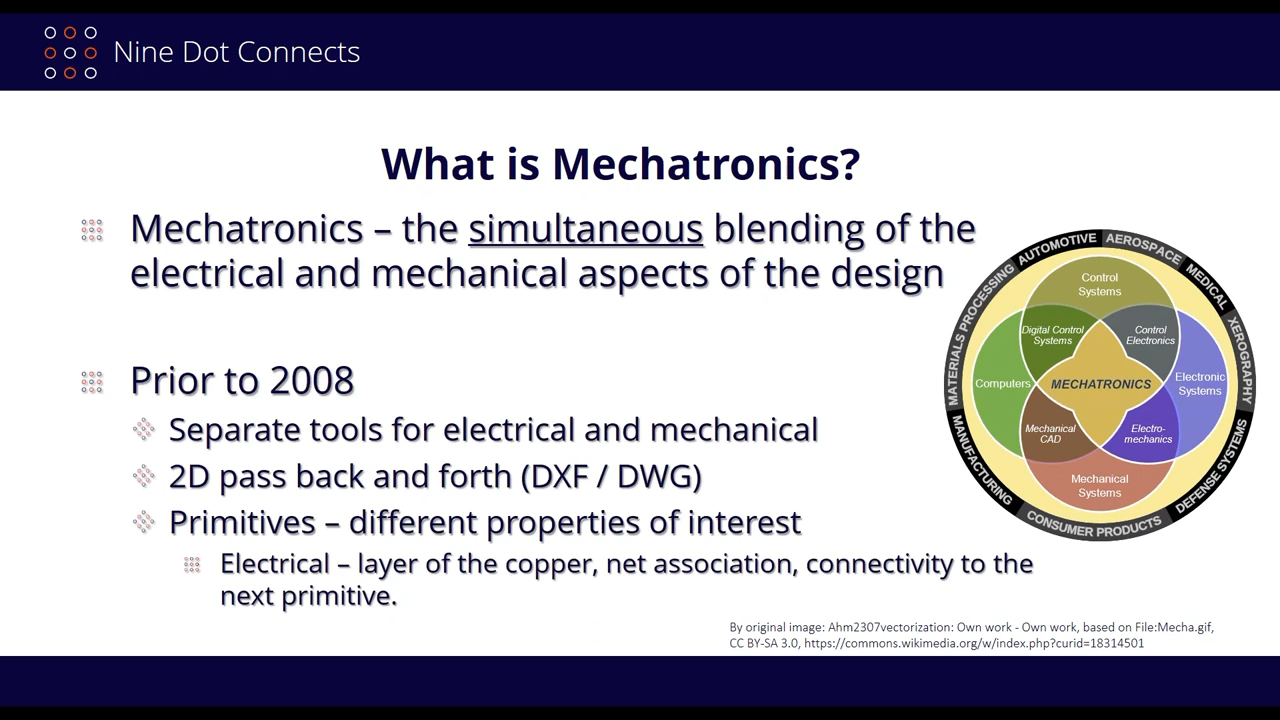 Nine Dot Connects
What is Mechatronics?
Mechatronics – the simultaneous blending of the
electrical and mechanical aspects of the design
Prior to 2008
Separate tools for electrical and mechanical
2D pass back and forth (DXF / DWG)
Primitives – different properties of interest
Electrical – layer of the copper, net association, connectivity to the
next primitive.
AUTOMOTIVE
AEROSPACE
MEDICAL
XEROGRAPHY
DEFENSE SYSTEMS
CONSUMER PRODUCTS
MANUFACTURING
MATERIALS PROCESSING
Control
Systems
Digital Control
Systems
Control
Electronics
Computers
MECHATRONICS
Electronic
Systems
Mechanical
CAD
Electro-
mechanics
Mechanical
Systems
By original image: Ahm2307vectorization: Own work - Own work, based on File:Mecha.gif,
CC BY-SA 3.0, https://commons.wikimedia.org/w/index.php?curid=18314501